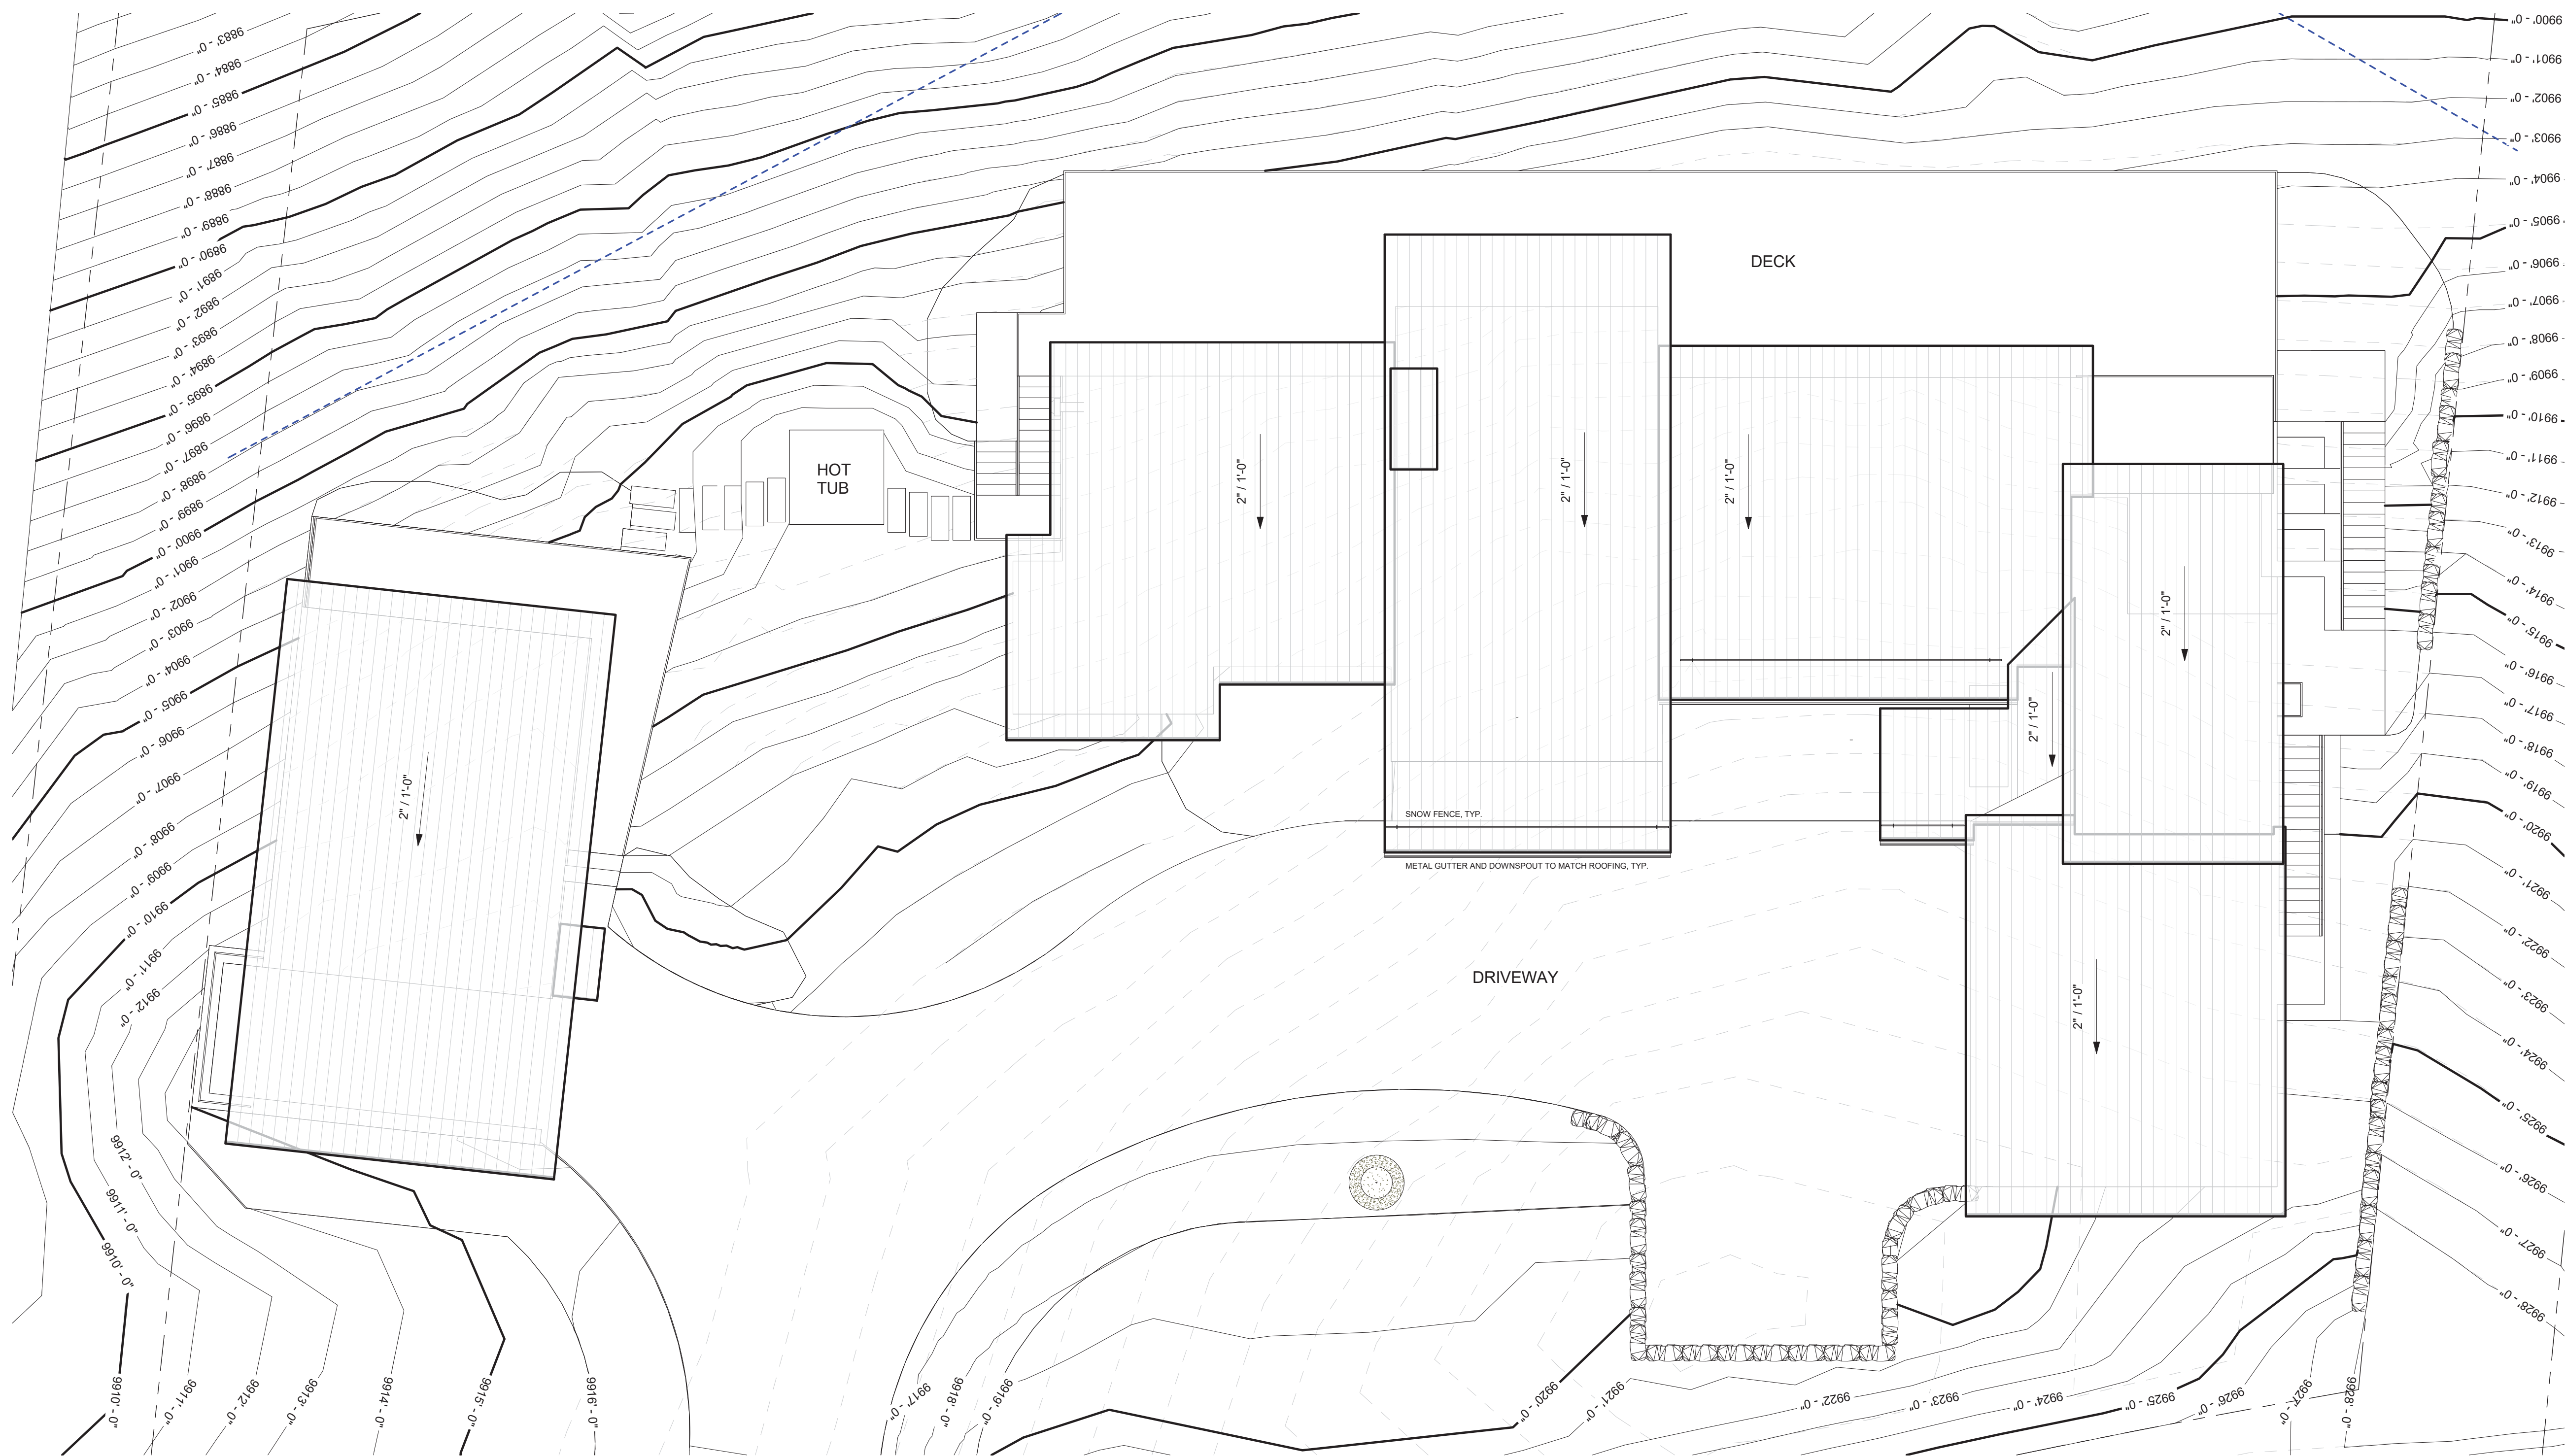 9883' - 0"
9884' - 0"
9885' - 0"
9886' - 0"
9887' - 0"
9888' - 0"
9889' - 0"
9890' - 0"
9891' - 0"
9892' - 0"
9893' - 0"
9894' - 0"
9895' - 0"
9896' - 0"
9897' - 0"
9898' - 0"
9899' - 0"
9900' - 0"
9901' - 0"
9902' - 0"
9903' - 0"
9904' - 0"
9905' - 0"
9906' - 0"
9907' - 0"
9908' - 0"
9909' - 0"
9910' - 0"
9911' - 0"
9912' - 0"
9912' - 0"
9911' - 0"
9910' - 0"
HOT
TUB
DECK
2" / 1'-0"
2" / 1'-0"
2" / 1'-0"
2" / 1'-0"
2" / 1'-0"
2" / 1'-0"
2" / 1'-0"
SNOW FENCE, TYP.
METAL GUTTER AND DOWNSPOUT TO MATCH ROOFING, TYP.
DRIVEWAY
9900' - 0"
9901' - 0"
9902' - 0"
9903' - 0"
9904' - 0"
9905' - 0"
9906' - 0"
9907' - 0"
9908' - 0"
9909' - 0"
9910' - 0"
9911' - 0"
9912' - 0"
9913' - 0"
9914' - 0"
9915' - 0"
9916' - 0"
9917' - 0"
9918' - 0"
9919' - 0"
9920' - 0"
9921' - 0"
9922' - 0"
9923' - 0"
9924' - 0"
9925' - 0"
9926' - 0"
9927' - 0"
9928' - 0"
9910' - 0"
9911' - 0"
9912' - 0"
9913' - 0"
9914' - 0"
9915' - 0"
9916' - 0"
9917' - 0"
9918' - 0"
9919' - 0"
9920' - 0"
9921' - 0"
9922' - 0"
9923' - 0"
9924' - 0"
9925' - 0"
9926' - 0"
9927' - 0"
9928' - 0"